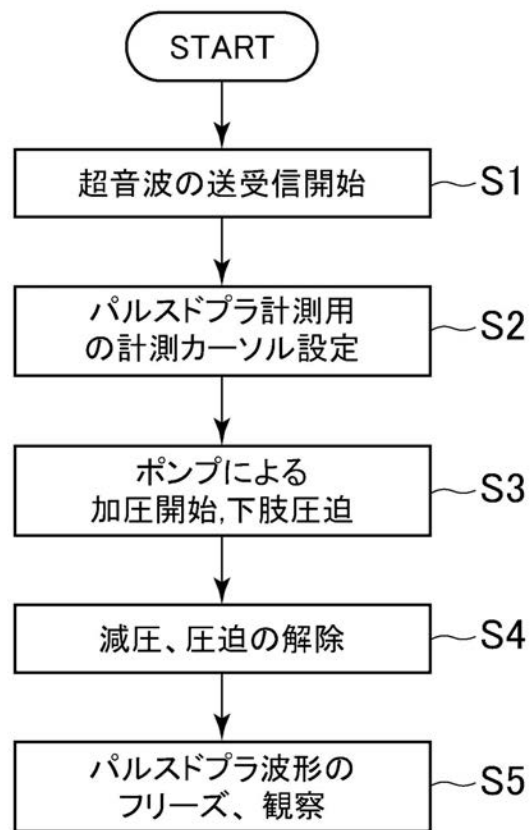 START
超音波の送受信開始
S1
パルスドプラ計測用
の計測カーソル設定
S2
ポンプによる
加圧開始,下肢圧迫
S3
減圧、圧迫の解除
S4
パルスドプラ波形の
フリーズ、観察
S5